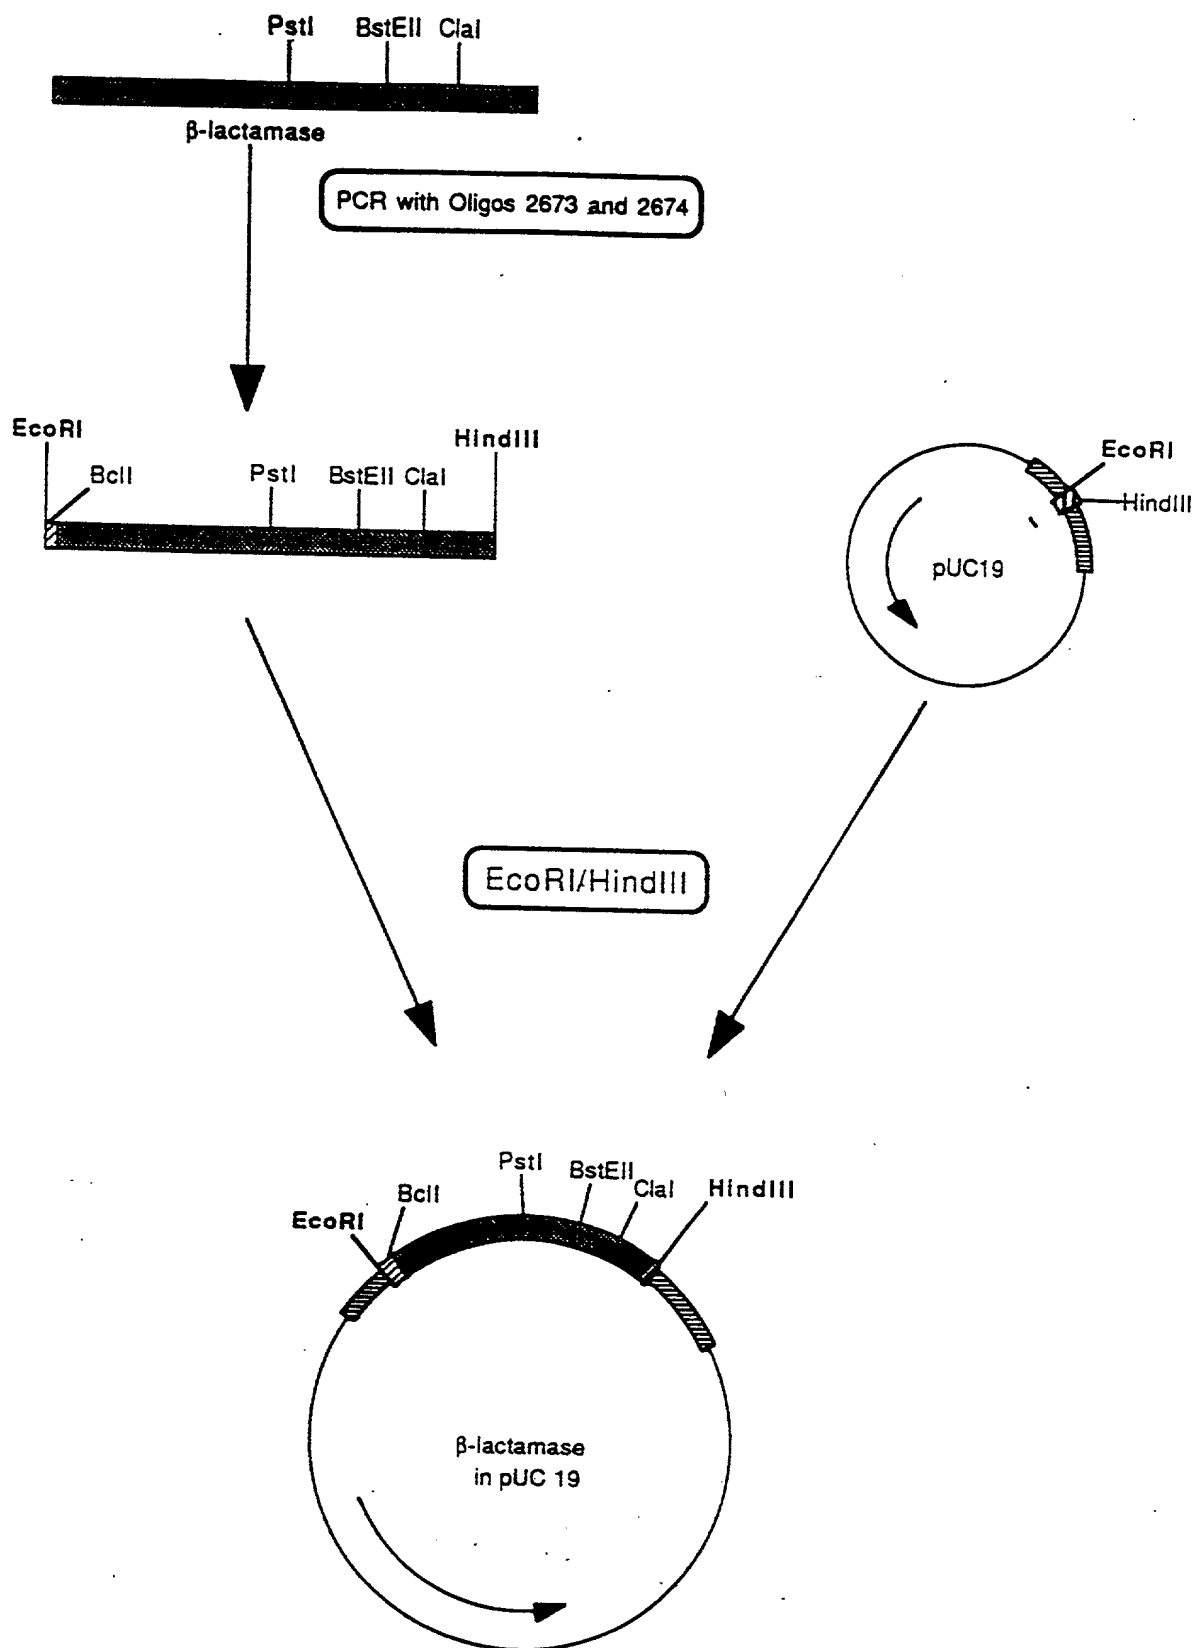 PstI BstEII ClaI
β-lactamase
PCR with Oligos 2673 and 2674
EcoRI
HindIII
BclI
PstI
BstEII ClaI
EcoRI
HindIII
pUC19
EcoRI/HindIII
PstI
BstEII
ClaI
HindIII
BclI
EcoRI
β-lactamase
in pUC 19